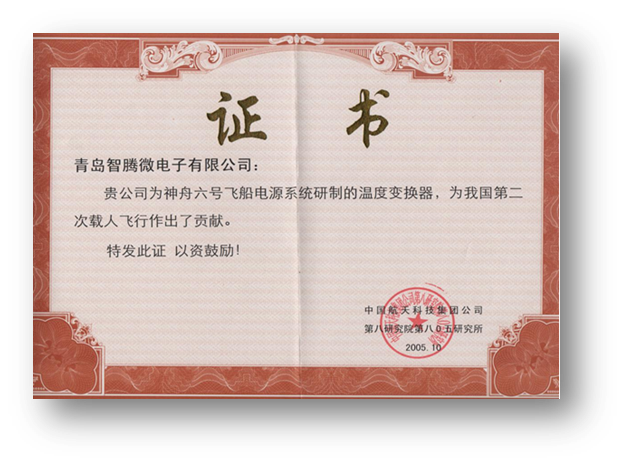 证 书
青岛智腾微电子有限公司：
贵公司为神舟六号飞船电源系统研制的温度变换器，为我国第二
次载人飞行作出了贡献。
特发此证 以资鼓励！
中国航天科技集团公司
第八研究院第八0五研究所
2005.10